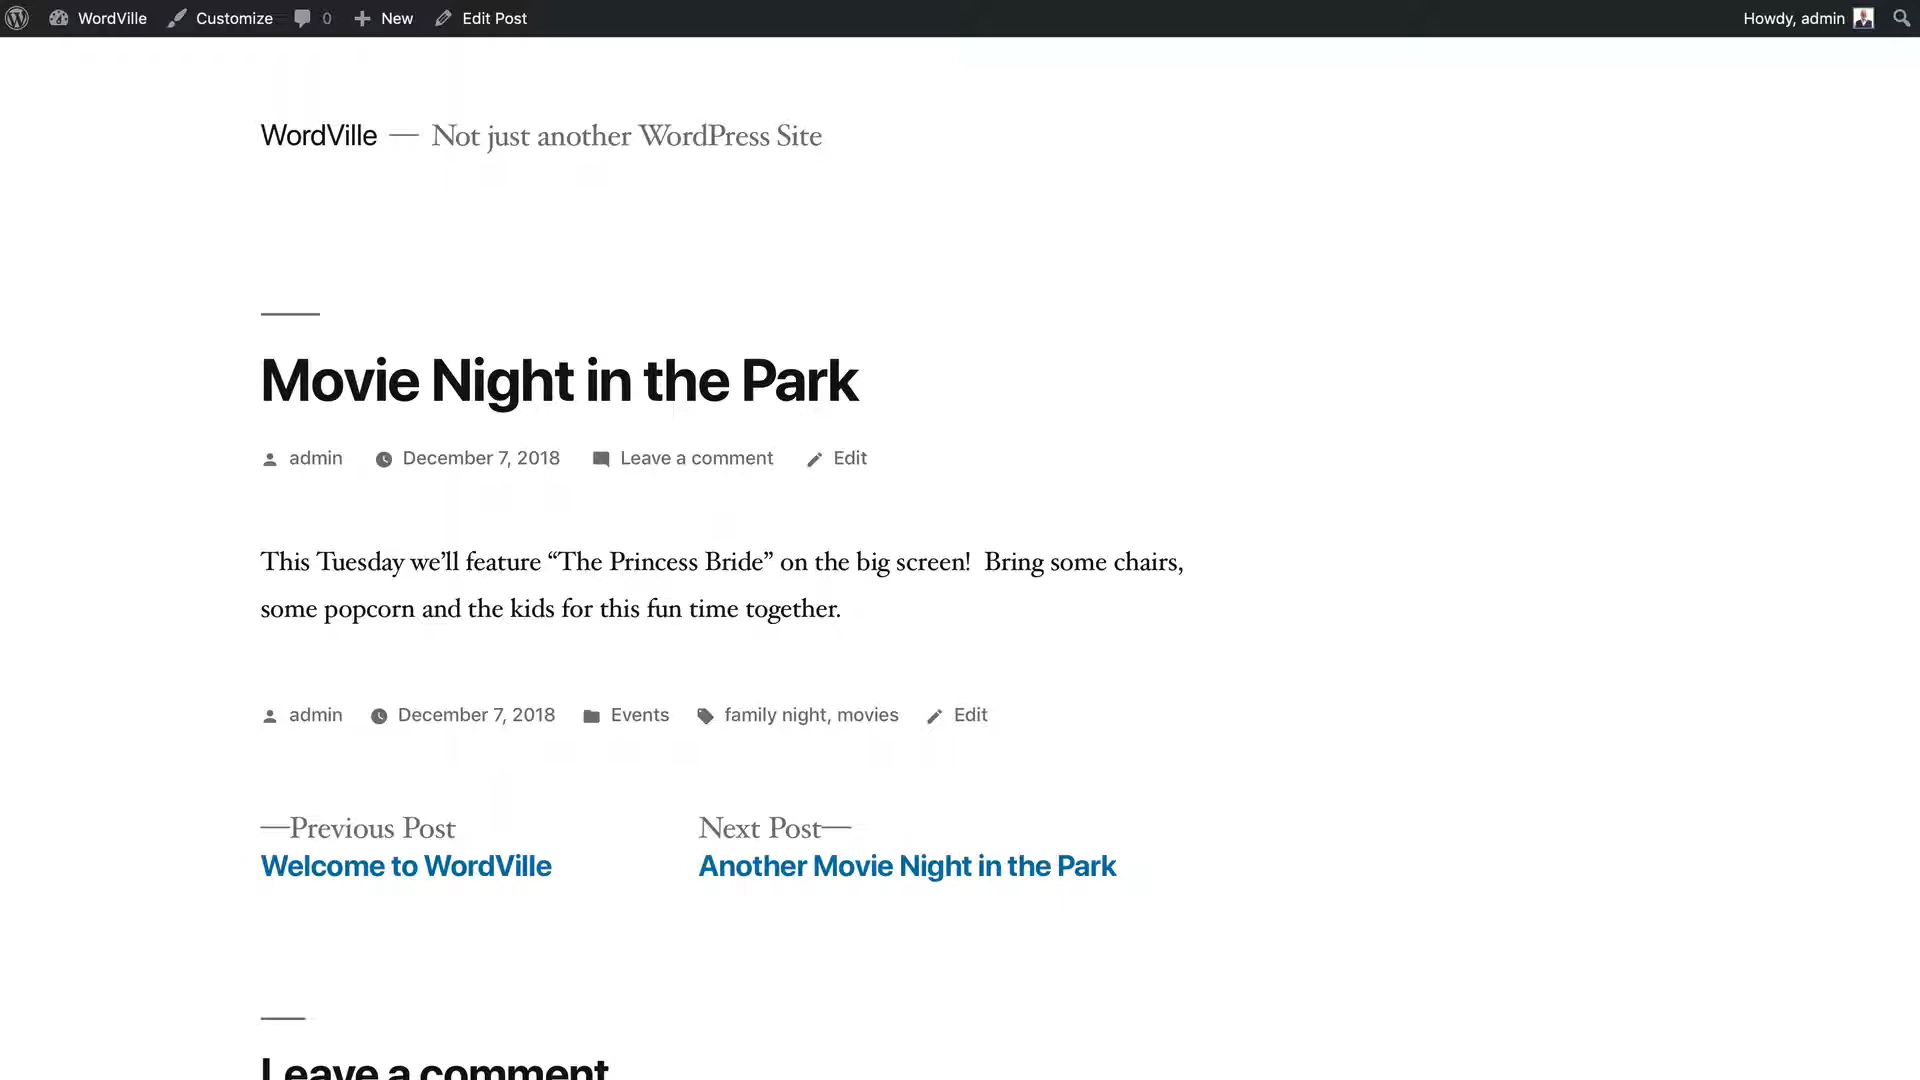 WordVille Customize 0 New Edit Post Howdy, admin
WordVille — Not just another WordPress Site
Movie Night in the Park
admin December 7, 2018 Leave a comment Edit
This Tuesday we’ll feature “The Princess Bride” on the big screen!  Bring some chairs,
some popcorn and the kids for this fun time together.
admin December 7, 2018 Events family night, movies Edit
—Previous Post
Welcome to WordVille
Next Post—
Another Movie Night in the Park
Leave a comment